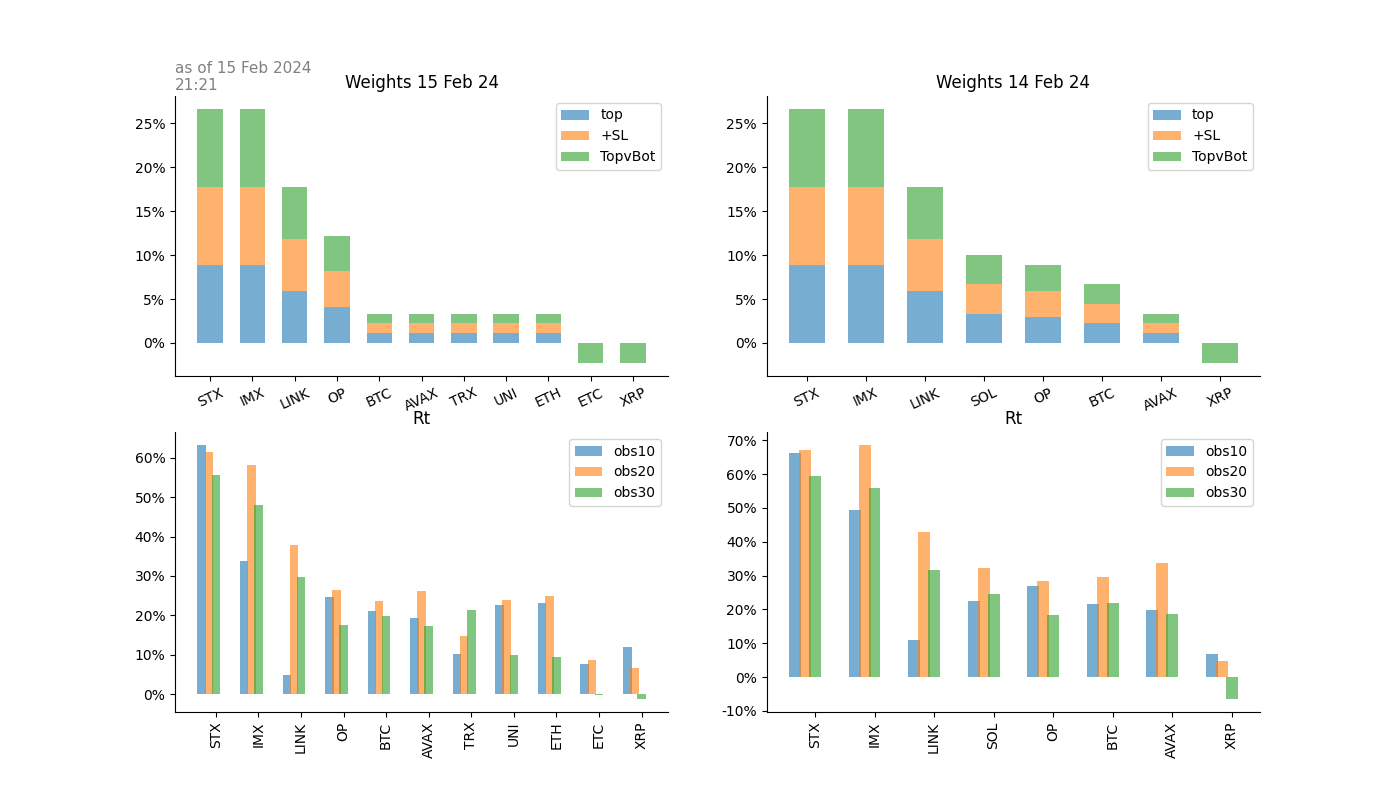 as of 15 Feb 2024
21:21
Weights 15 Feb 24
25%
20%
15%
10%
5%
0%
top
+SL
TopvBot
STX IMX LINK OP BTC AVAX TRX UNI ETH ETC XRP
Weights 14 Feb 24
25%
20%
15%
10%
5%
0%
top
+SL
TopvBot
STX IMX LINK SOL OP BTC AVAX XRP
Rt
60%
50%
40%
30%
20%
10%
0%
obs10
obs20
obs30
STX IMX LINK OP BTC AVAX TRX UNI ETH ETC XRP
Rt
70%
60%
50%
40%
30%
20%
10%
0%
-10%
obs10
obs20
obs30
STX IMX LINK SOL OP BTC AVAX XRP